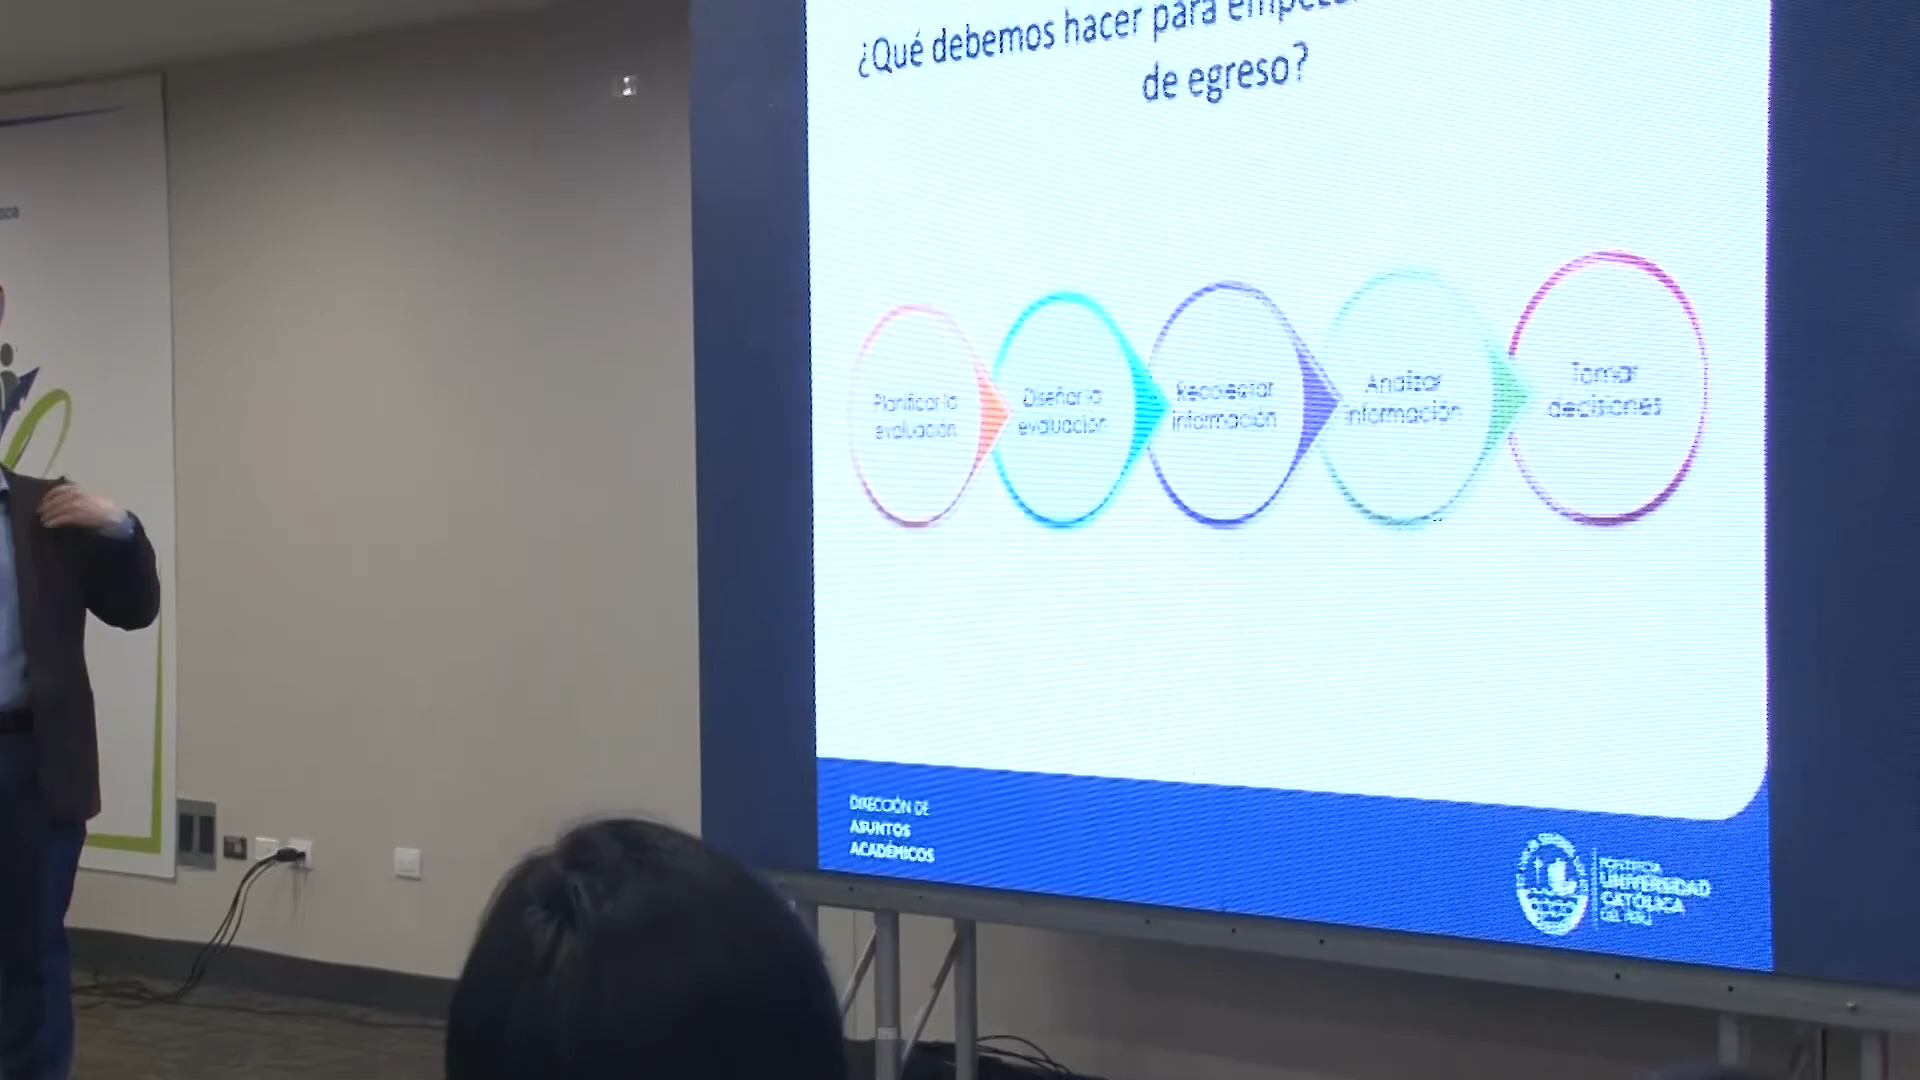 ¿Qué debemos hacer para
de egreso?
Planificar la
evaluación
Diseñar la
evaluación
Recolectar
información
Analizar
información
Tomar
decisiones
DIRECCIÓN DE
ASUNTOS
ACADÉMICOS
PONTIFICIA
UNIVERSIDAD
CATÓLICA
DEL PERÚ